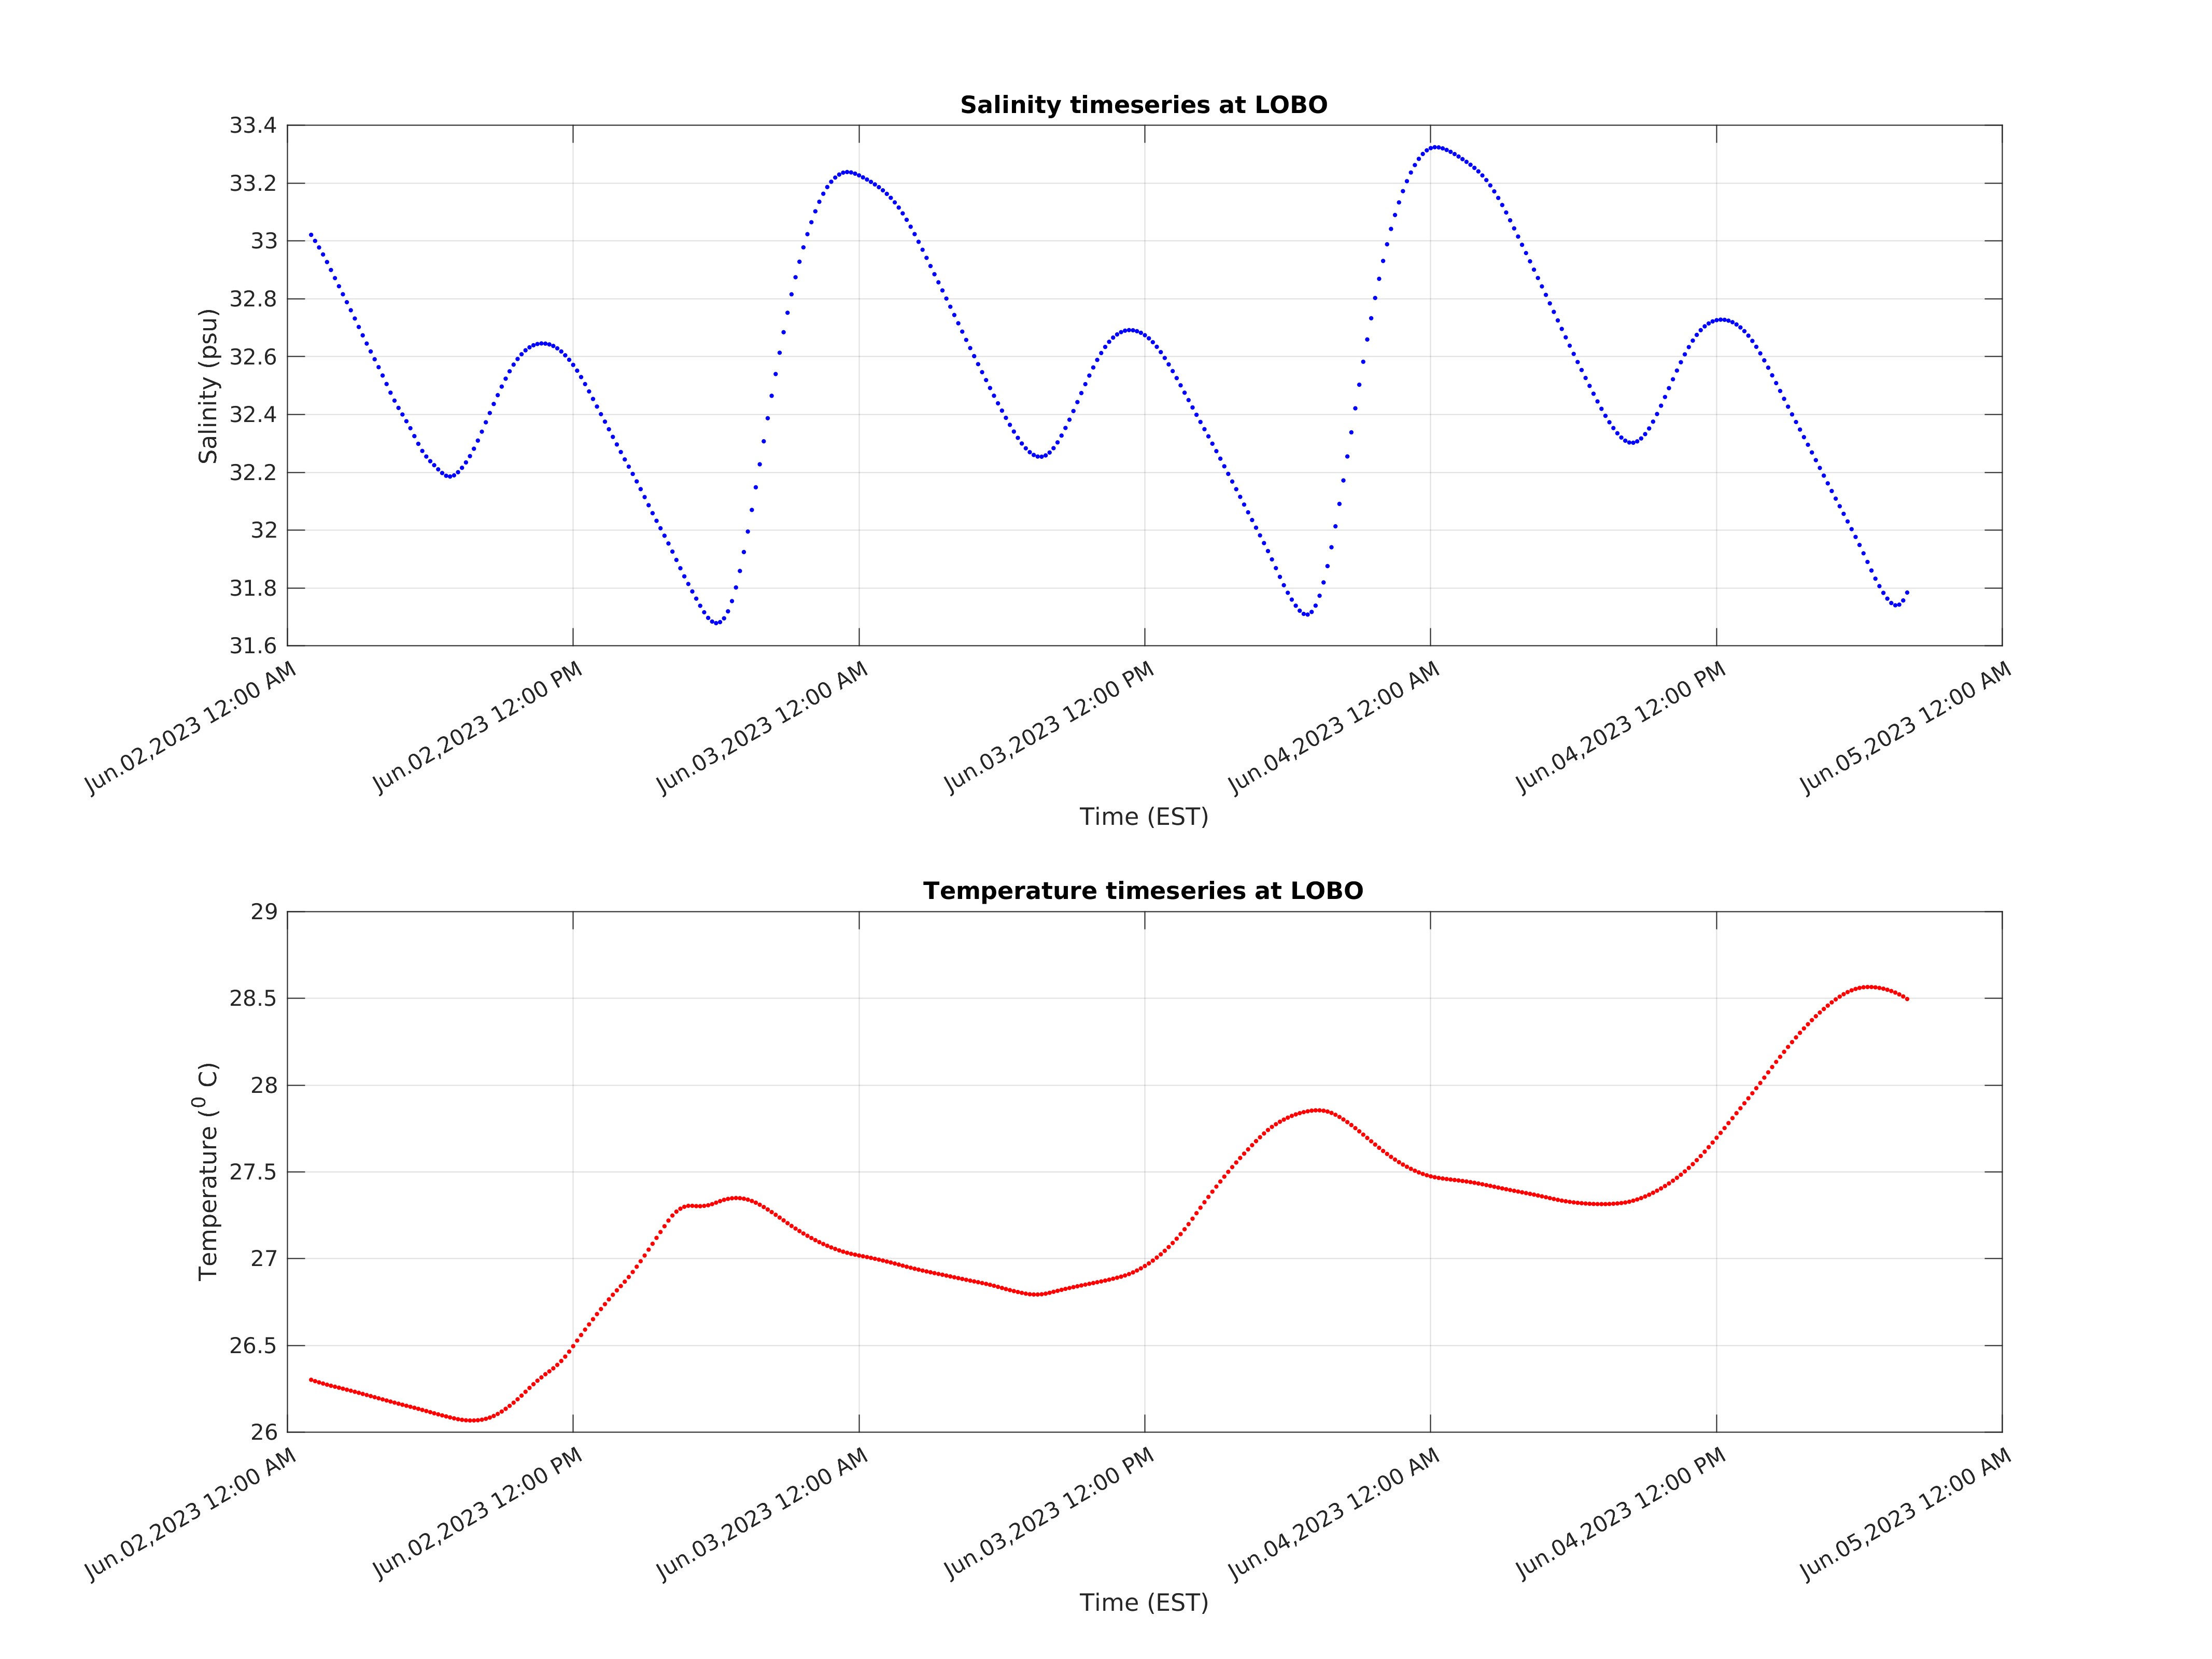 Salinity timeseries at LOBO
Salinity (psu)
33.4
33.2
33
32.8
32.6
32.4
32.2
32
31.8
31.6
Jun.02,2023 12:00 AM
Jun.02,2023 12:00 PM
Jun.03,2023 12:00 AM
Jun.03,2023 12:00 PM
Jun.04,2023 12:00 AM
Jun.04,2023 12:00 PM
Jun.05,2023 12:00 AM
Time (EST)
Temperature timeseries at LOBO
Temperature (⁰ C)
29
28.5
28
27.5
27
26.5
26
Jun.02,2023 12:00 AM
Jun.02,2023 12:00 PM
Jun.03,2023 12:00 AM
Jun.03,2023 12:00 PM
Jun.04,2023 12:00 AM
Jun.04,2023 12:00 PM
Jun.05,2023 12:00 AM
Time (EST)